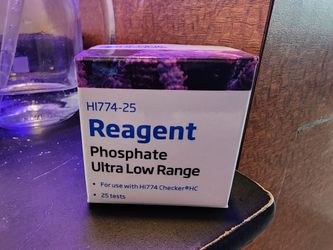 HI774-25
Reagent
Phosphate
Ultra Low Range
• For use with HI774 Checker®HC
• 25 tests